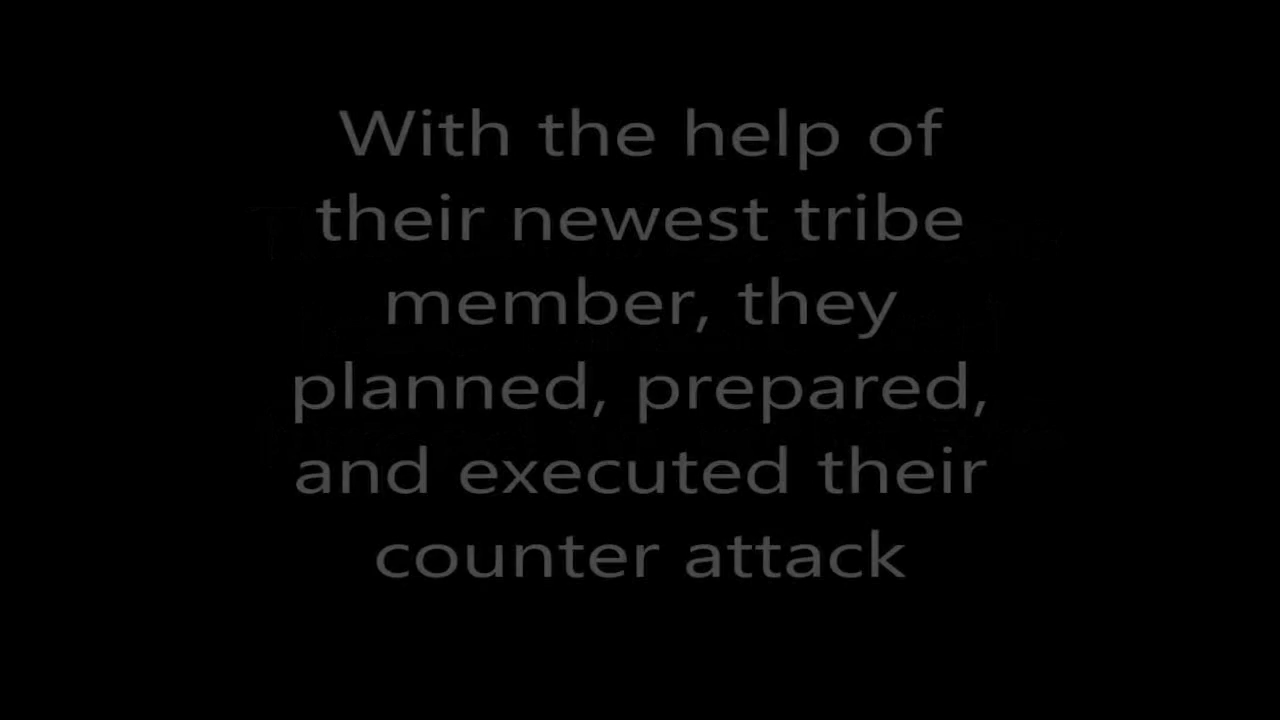 With the help of
their newest tribe
member, they
planned, prepared,
and executed their
counter attack